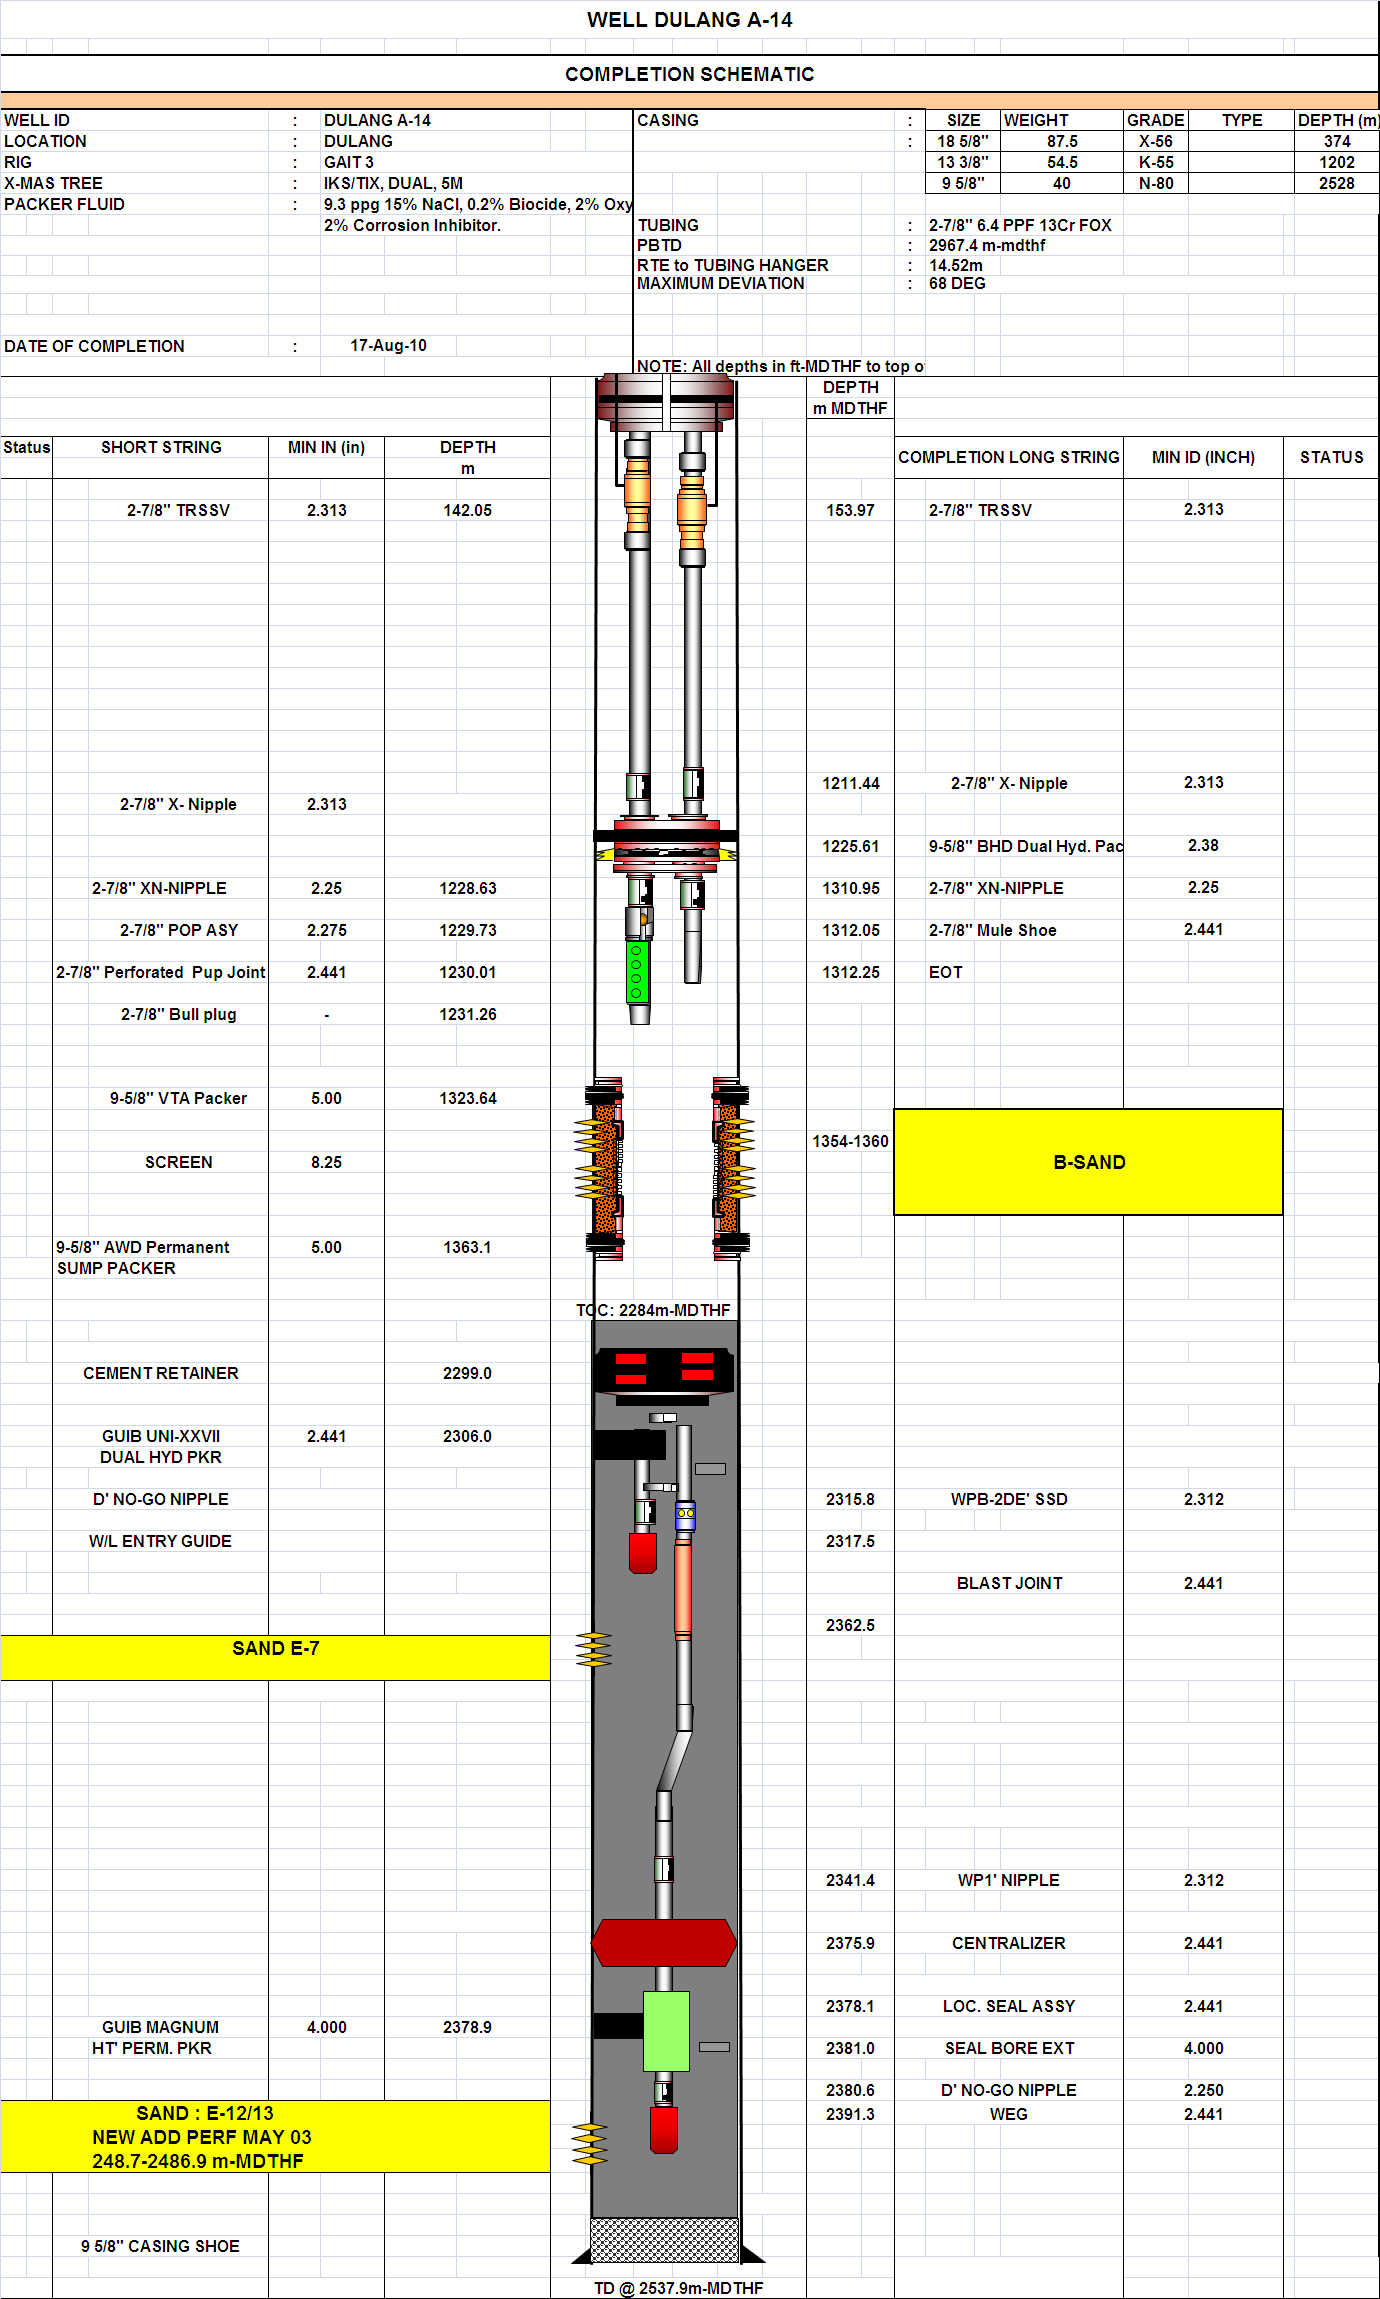 WELL DULANG A-14
COMPLETION SCHEMATIC
WELL ID : DULANG A-14 CASING : SIZE WEIGHT GRADE TYPE DEPTH (m)
LOCATION : DULANG : 18 5/8" 87.5 X-56 374
RIG : GAIT 3 13 3/8" 54.5 K-55 1202
X-MAS TREE : IKS/TIX, DUAL, 5M 9 5/8" 40 N-80 2528
PACKER FLUID : 9.3 ppg 15% NaCl, 0.2% Biocide, 2% Oxy
2% Corrosion Inhibitor. TUBING : 2-7/8" 6.4 PPF 13Cr FOX
PBTD : 2967.4 m-mdthf
RTE to TUBING HANGER : 14.52m
MAXIMUM DEVIATION : 68 DEG
DATE OF COMPLETION : 17-Aug-10
NOTE: All depths in ft-MDTHF to top o
DEPTH
m MDTHF
Status SHORT STRING MIN IN (in) DEPTH COMPLETION LONG STRING MIN ID (INCH) STATUS
m
2-7/8" TRSSV 2.313 142.05 153.97 2-7/8" TRSSV 2.313
1211.44 2-7/8" X- Nipple 2.313
2-7/8" X- Nipple 2.313
1225.61 9-5/8" BHD Dual Hyd. Pac 2.38
2-7/8" XN-NIPPLE 2.25 1228.63 1310.95 2-7/8" XN-NIPPLE 2.25
2-7/8" POP ASY 2.275 1229.73 1312.05 2-7/8" Mule Shoe 2.441
2-7/8" Perforated Pup Joint 2.441 1230.01 1312.25 EOT
2-7/8" Bull plug - 1231.26
9-5/8" VTA Packer 5.00 1323.64
1354-1360
SCREEN 8.25 B-SAND
9-5/8" AWD Permanent 5.00 1363.1
SUMP PACKER
TOC: 2284m-MDTHF
CEMENT RETAINER 2299.0
GUIB UNI-XXVII 2.441 2306.0
DUAL HYD PKR
D' NO-GO NIPPLE 2315.8 WPB-2DE' SSD 2.312
W/L ENTRY GUIDE 2317.5
BLAST JOINT 2.441
2362.5
SAND E-7
2341.4 WP1' NIPPLE 2.312
2375.9 CENTRALIZER 2.441
2378.1 LOC. SEAL ASSY 2.441
GUIB MAGNUM 4.000 2378.9
HT' PERM. PKR 2381.0 SEAL BORE EXT 4.000
2380.6 D' NO-GO NIPPLE 2.250
SAND : E-12/13 2391.3 WEG 2.441
NEW ADD PERF MAY 03
248.7-2486.9 m-MDTHF
9 5/8" CASING SHOE
TD @ 2537.9m-MDTHF